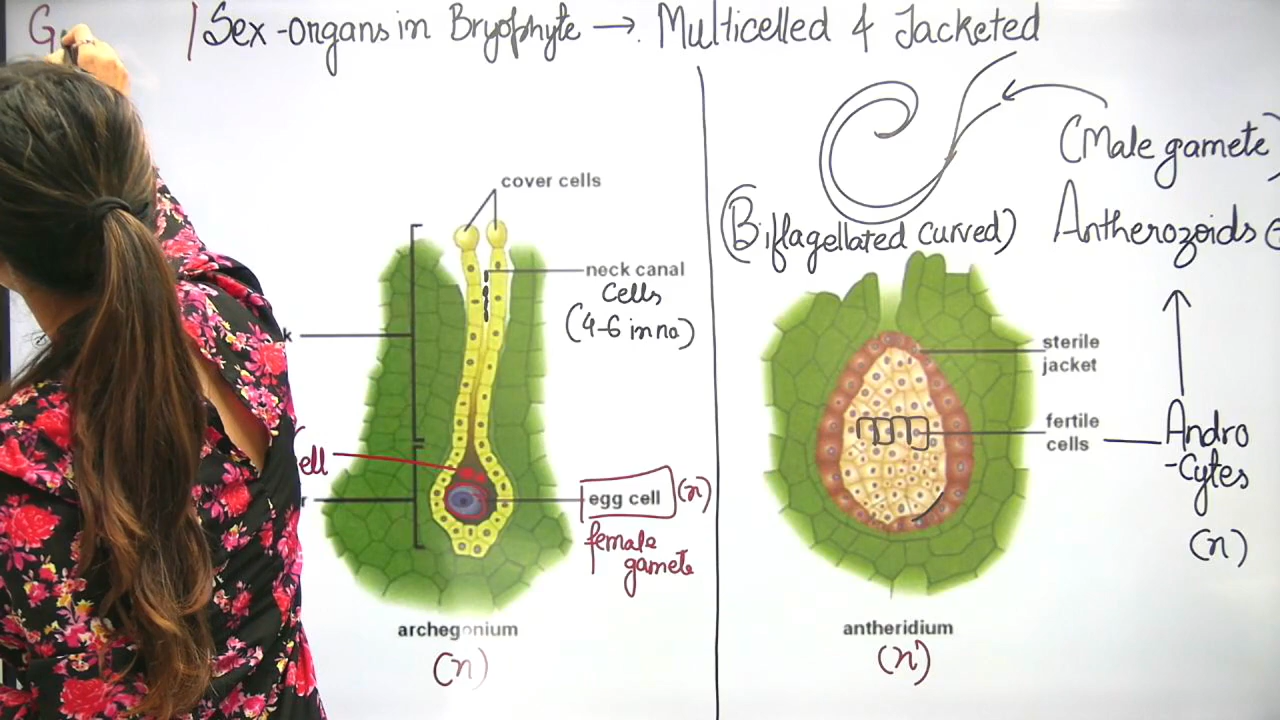 G
Sex-organs in Bryophyte → Multicelled & Jacketed
cover cells
neck canal
Cells
(4-6 in no)
k
ell
r
egg cell (n)
female
gamete
archegonium
(n)
(Male gamete)
(Biflagellated curved)
Antherozoids
sterile
jacket
fertile
cells
Andro
-Cytes
(n)
antheridium
(n)